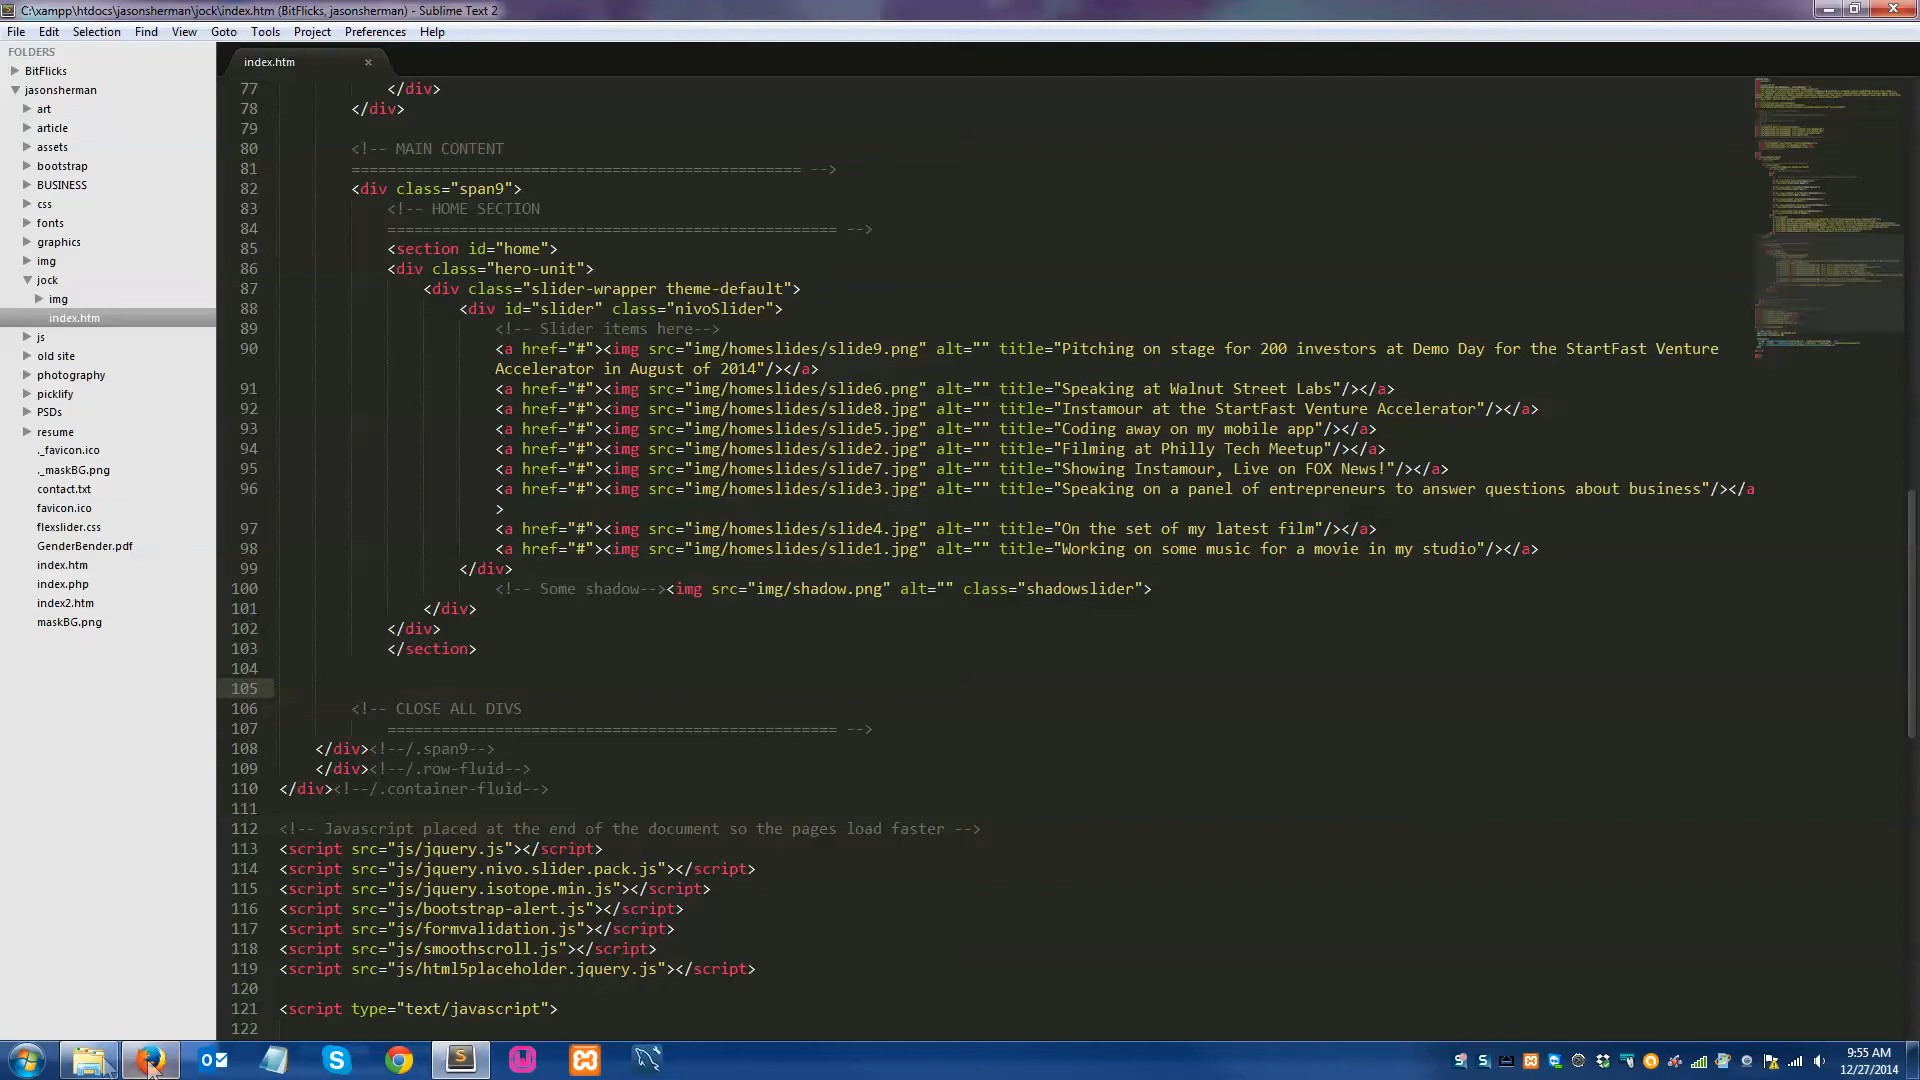 C:\xampp\htdocs\jasonsherman\jock\index.htm (BitFlicks, jasonsherman) - Sublime Text 2
File Edit Selection Find View Goto Tools Project Preferences Help
FOLDERS
BitFlicks
jasonsherman
art
article
assets
bootstrap
BUSINESS
css
fonts
graphics
img
jock
img
index.htm
js
old site
photography
picklify
PSDs
resume
._favicon.ico
._maskBG.png
contact.txt
favicon.ico
flexslider.css
GenderBender.pdf
index.htm
index.php
index2.htm
maskBG.png
index.htm ×
77 </div>
78 </div>
79
80 <!-- MAIN CONTENT
81 ================================================== -->
82 <div class="span9">
83 <!-- HOME SECTION
84 ================================================== -->
85 <section id="home">
86 <div class="hero-unit">
87 <div class="slider-wrapper theme-default">
88 <div id="slider" class="nivoSlider">
89 <!-- Slider items here-->
90 <a href="#"><img src="img/homeslides/slide9.png" alt="" title="Pitching on stage for 200 investors at Demo Day for the StartFast Venture
Accelerator in August of 2014"/></a>
91 <a href="#"><img src="img/homeslides/slide6.png" alt="" title="Speaking at Walnut Street Labs"/></a>
92 <a href="#"><img src="img/homeslides/slide8.jpg" alt="" title="Instamour at the StartFast Venture Accelerator"/></a>
93 <a href="#"><img src="img/homeslides/slide5.jpg" alt="" title="Coding away on my mobile app"/></a>
94 <a href="#"><img src="img/homeslides/slide2.jpg" alt="" title="Filming at Philly Tech Meetup"/></a>
95 <a href="#"><img src="img/homeslides/slide7.jpg" alt="" title="Showing Instamour, Live on FOX News!"/></a>
96 <a href="#"><img src="img/homeslides/slide3.jpg" alt="" title="Speaking on a panel of entrepreneurs to answer questions about business"/></a
>
97 <a href="#"><img src="img/homeslides/slide4.jpg" alt="" title="On the set of my latest film"/></a>
98 <a href="#"><img src="img/homeslides/slide1.jpg" alt="" title="Working on some music for a movie in my studio"/></a>
99 </div>
100 <!-- Some shadow--><img src="img/shadow.png" alt="" class="shadowslider">
101 </div>
102 </div>
103 </section>
104
105
106 <!-- CLOSE ALL DIVS
107 ================================================== -->
108 </div><!--/.span9-->
109 </div><!--/.row-fluid-->
110 </div><!--/.container-fluid-->
111
112 <!-- Javascript placed at the end of the document so the pages load faster -->
113 <script src="js/jquery.js"></script>
114 <script src="js/jquery.nivo.slider.pack.js"></script>
115 <script src="js/jquery.isotope.min.js"></script>
116 <script src="js/bootstrap-alert.js"></script>
117 <script src="js/formvalidation.js"></script>
118 <script src="js/smoothscroll.js"></script>
119 <script src="js/html5placeholder.jquery.js"></script>
120
121 <script type="text/javascript">
122
9:55 AM
12/27/2014